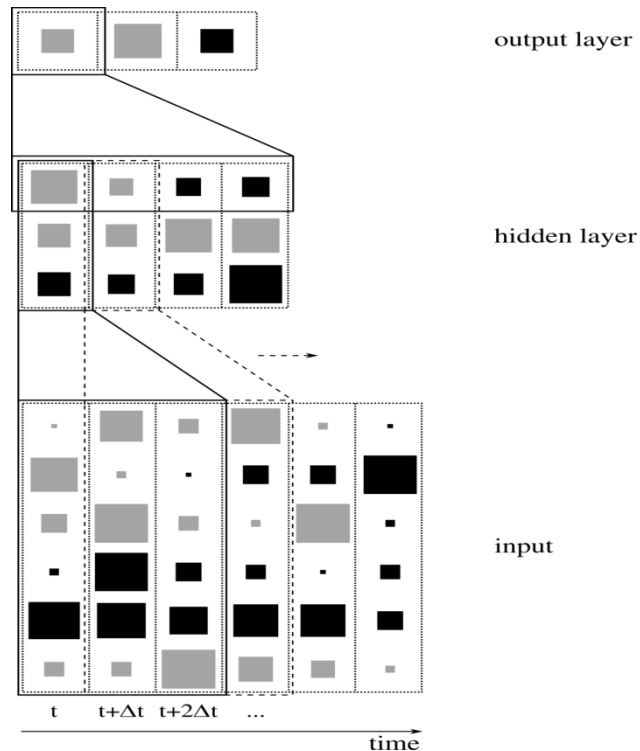 output layer
hidden layer
input
t t+Δt t+2Δt ...
time